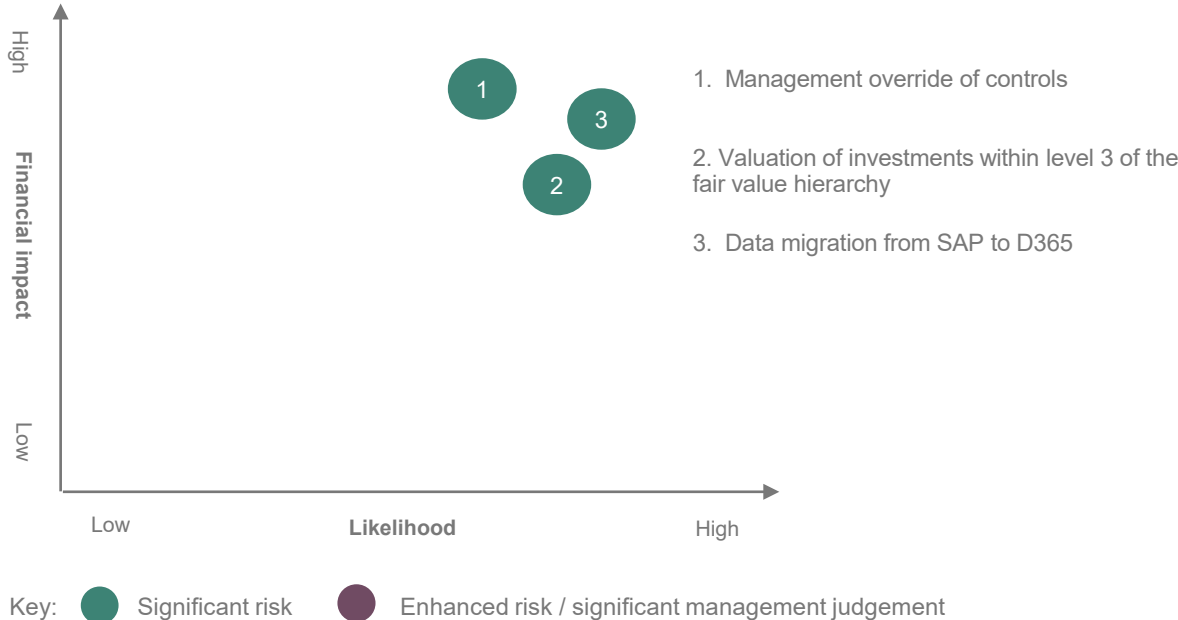 High
Financial impact
Low
1
3
2
1. Management override of controls
2. Valuation of investments within level 3 of the
fair value hierarchy
3. Data migration from SAP to D365
Low
Likelihood
High
Key:
Significant risk
Enhanced risk / significant management judgement